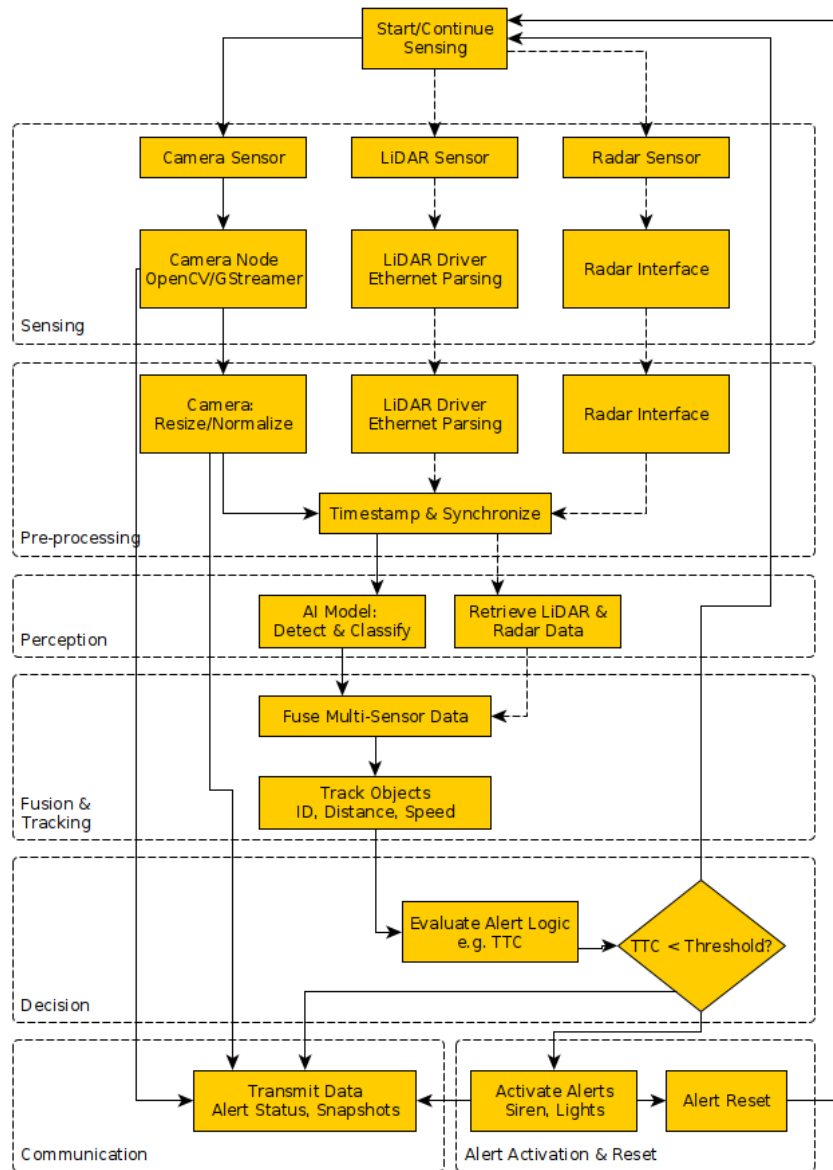 Start/Continue
Sensing
Camera Sensor
LiDAR Sensor
Radar Sensor
Camera Node
OpenCV/GStreamer
LiDAR Driver
Ethernet Parsing
Radar Interface
Sensing
Camera:
Resize/Normalize
LiDAR Driver
Ethernet Parsing
Radar Interface
Timestamp & Synchronize
Pre-processing
AI Model:
Detect & Classify
Retrieve LiDAR &
Radar Data
Perception
Fuse Multi-Sensor Data
Track Objects
ID, Distance, Speed
Fusion &
Tracking
Evaluate Alert Logic
e.g. TTC
TTC < Threshold?
Decision
Transmit Data
Alert Status, Snapshots
Activate Alerts
Siren, Lights
Alert Reset
Communication
Alert Activation & Reset